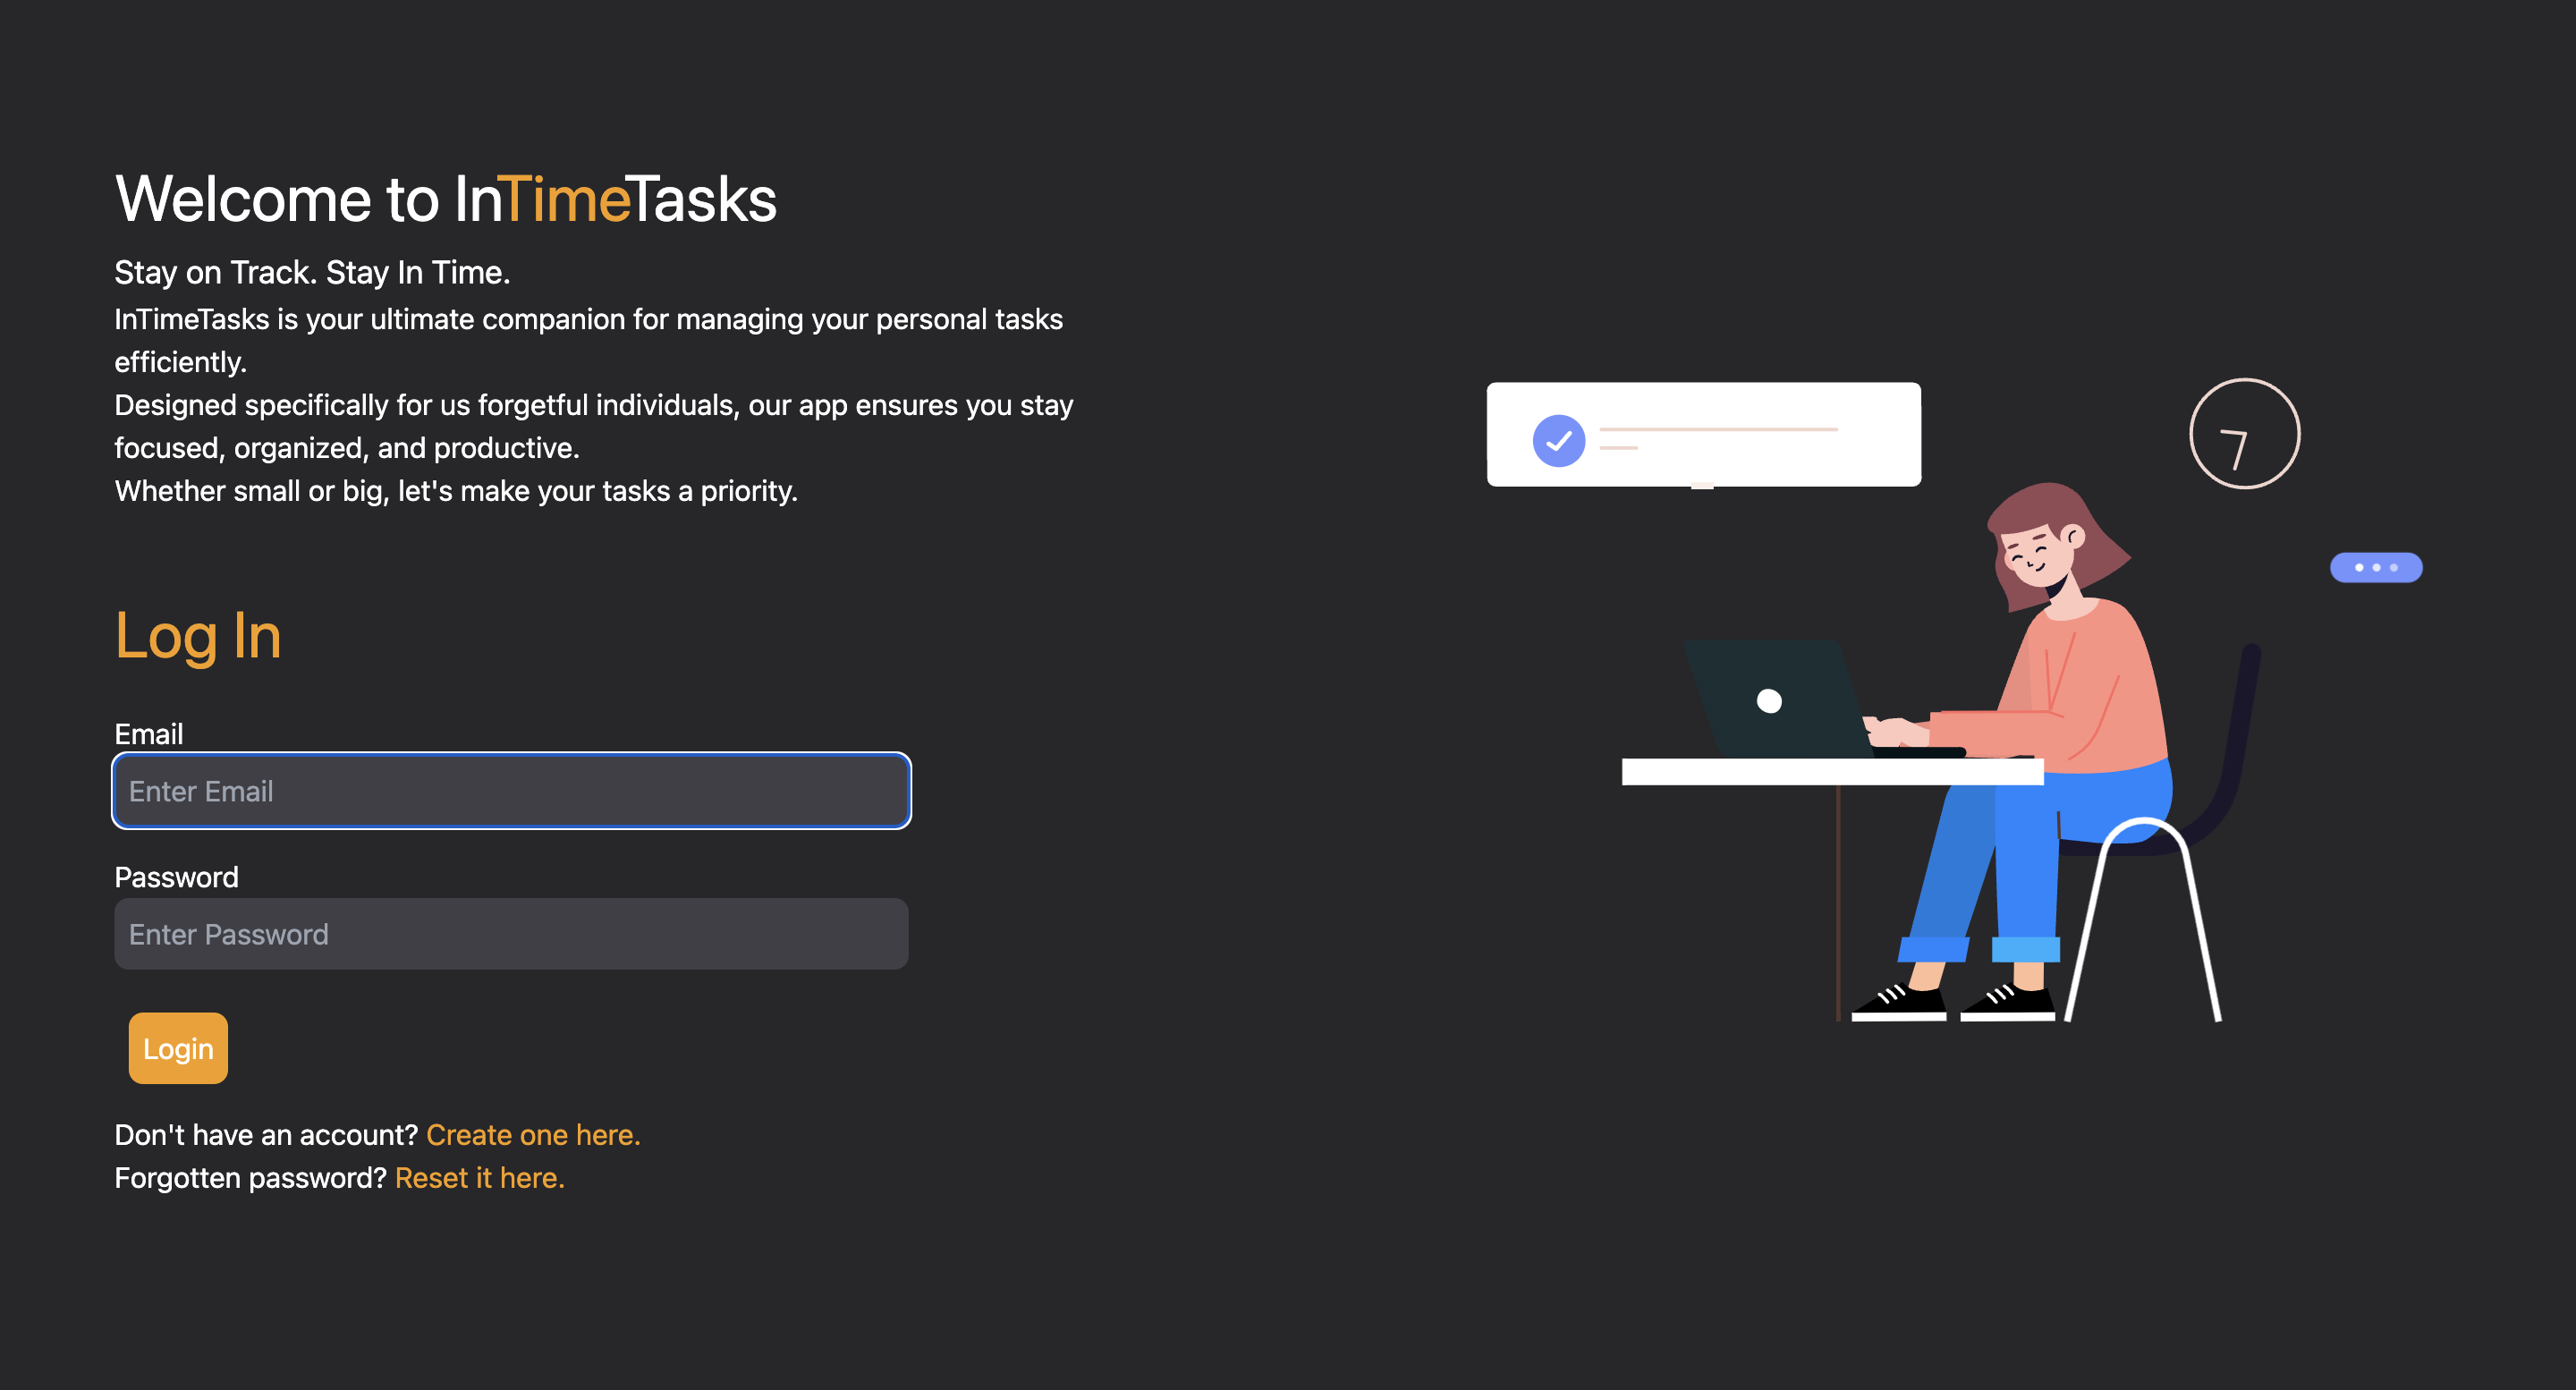 Welcome to InTimeTasks
Stay on Track. Stay In Time.
InTimeTasks is your ultimate companion for managing your personal tasks
efficiently.
Designed specifically for us forgetful individuals, our app ensures you stay
focused, organized, and productive.
Whether small or big, let's make your tasks a priority.
Log In
Email
Enter Email
Password
Enter Password
Login
Don't have an account? Create one here.
Forgotten password? Reset it here.